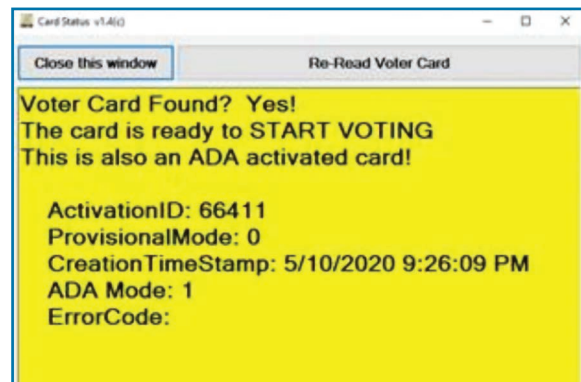 Card Status v1.4(c)
Close this window
Re-Read Voter Card
Voter Card Found? Yes!
The card is ready to START VOTING
This is also an ADA activated card!
ActivationID: 66411
ProvisionalMode: 0
CreationTimeStamp: 5/10/2020 9:26:09 PM
ADA Mode: 1
ErrorCode: